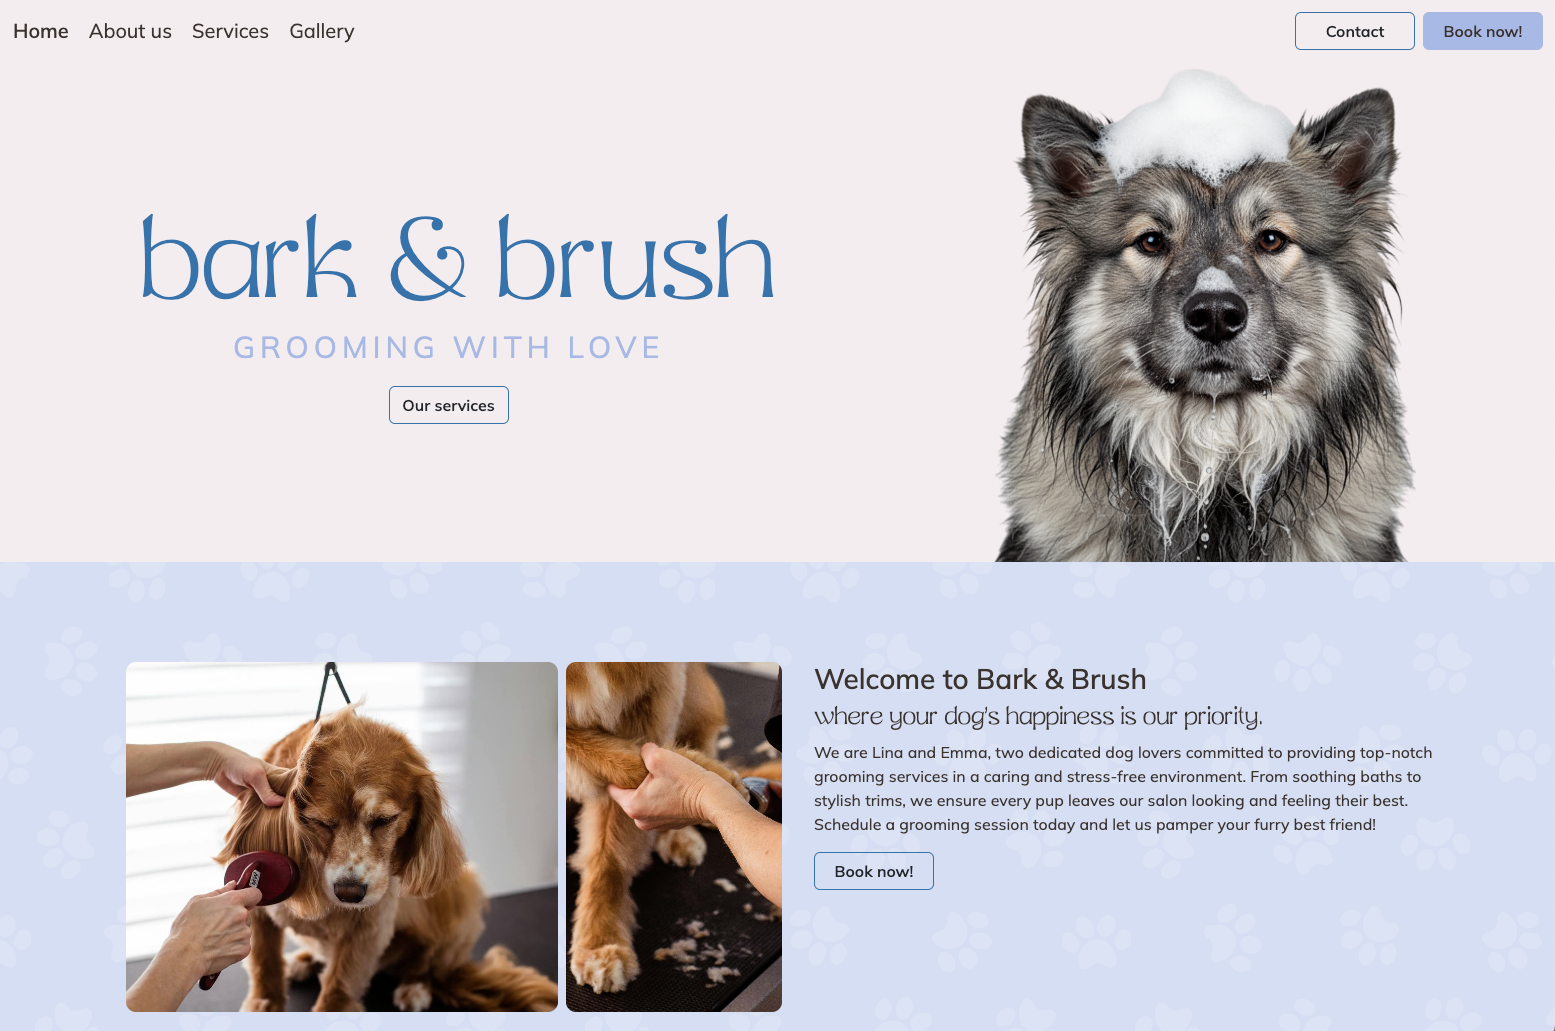 Home About us Services Gallery Contact Book now!
bark & brush
GROOMING WITH LOVE
Our services
Welcome to Bark & Brush
where your dog's happiness is our priority.
We are Lina and Emma, two dedicated dog lovers committed to providing top-notch
grooming services in a caring and stress-free environment. From soothing baths to
stylish trims, we ensure every pup leaves our salon looking and feeling their best.
Schedule a grooming session today and let us pamper your furry best friend!
Book now!